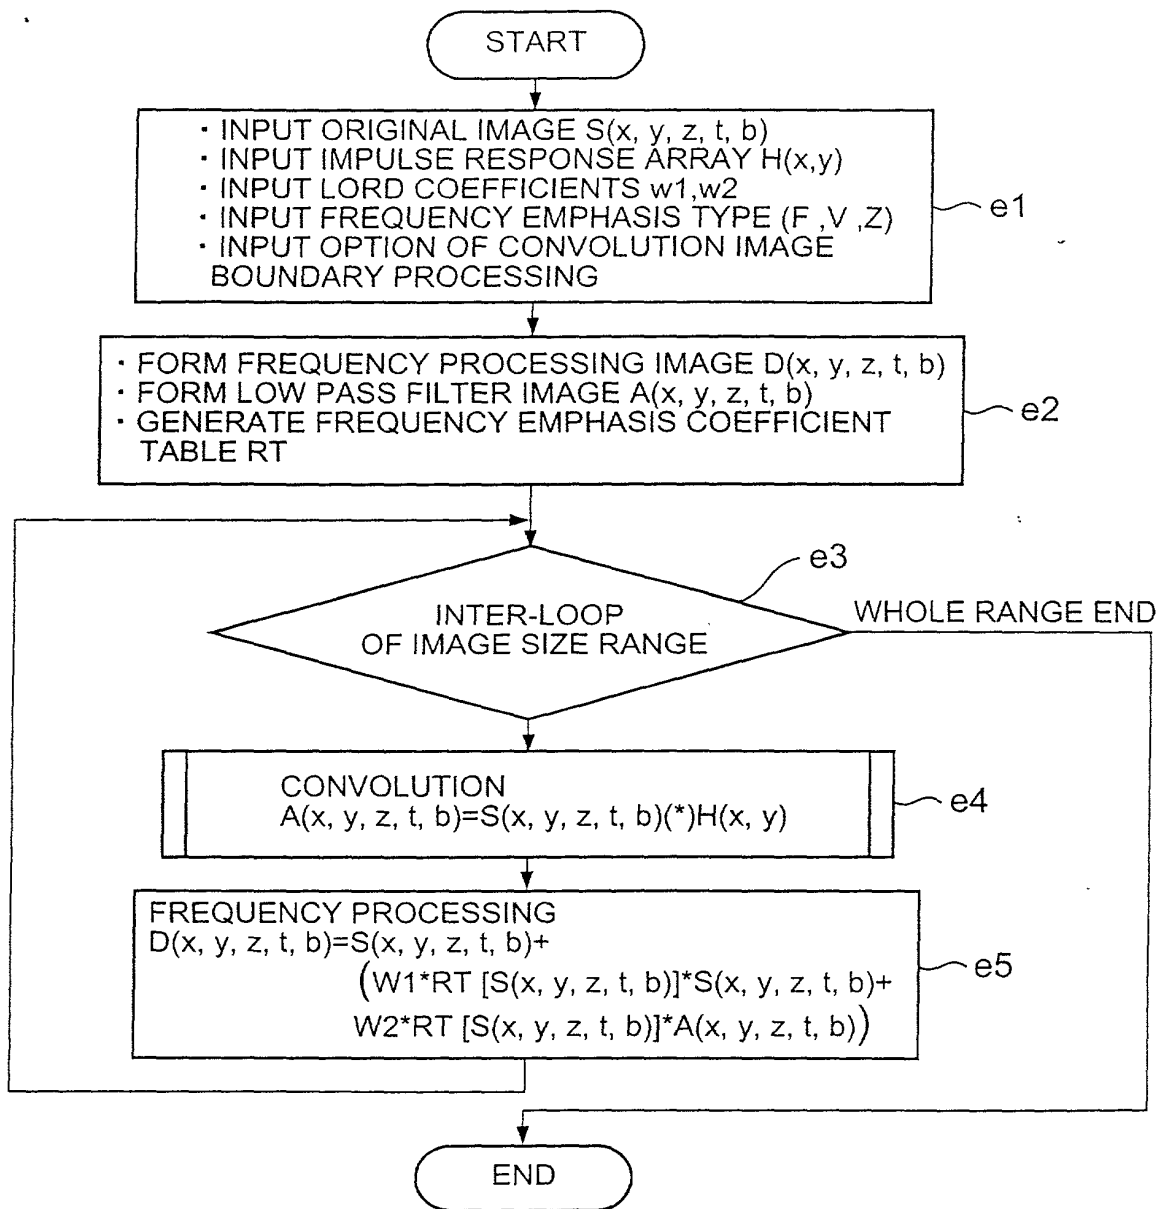 START
· INPUT ORIGINAL IMAGE S(x, y, z, t, b)
· INPUT IMPULSE RESPONSE ARRAY H(x,y)
· INPUT LORD COEFFICIENTS w1,w2
· INPUT FREQUENCY EMPHASIS TYPE (F ,V ,Z)
· INPUT OPTION OF CONVOLUTION IMAGE
BOUNDARY PROCESSING
e1
· FORM FREQUENCY PROCESSING IMAGE D(x, y, z, t, b)
· FORM LOW PASS FILTER IMAGE A(x, y, z, t, b)
· GENERATE FREQUENCY EMPHASIS COEFFICIENT
TABLE RT
e2
e3
INTER-LOOP
OF IMAGE SIZE RANGE
WHOLE RANGE END
CONVOLUTION
A(x, y, z, t, b)=S(x, y, z, t, b)(*)H(x, y)
e4
FREQUENCY PROCESSING
D(x, y, z, t, b)=S(x, y, z, t, b)+
(W1*RT [S(x, y, z, t, b)]*S(x, y, z, t, b)+
W2*RT [S(x, y, z, t, b)]*A(x, y, z, t, b))
e5
END